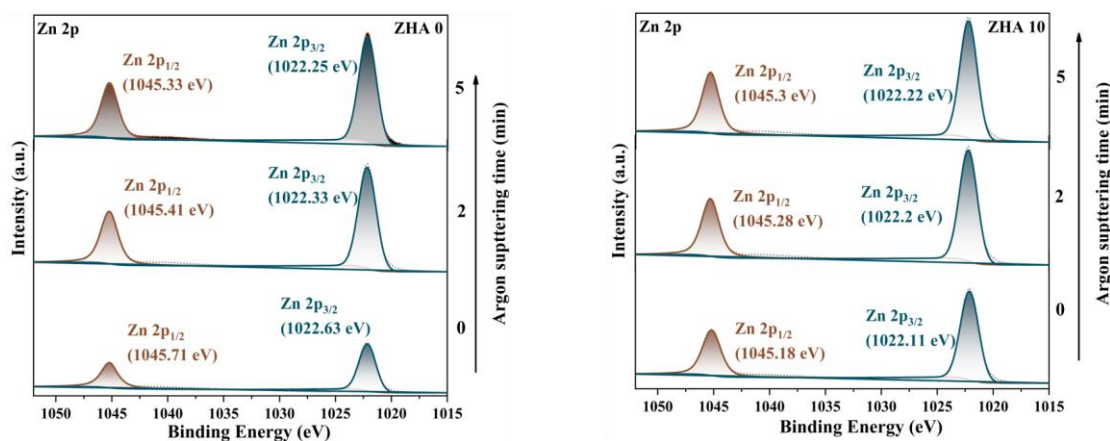 Zn 2p
ZHA 0
Zn 2p3/2
(1022.25 eV)
Zn 2p1/2
(1045.33 eV)
Zn 2p3/2
(1022.33 eV)
Zn 2p1/2
(1045.41 eV)
Zn 2p3/2
(1022.63 eV)
Zn 2p1/2
(1045.71 eV)
Intensity (a.u.)
5
2
0
Argon supttering time (min)
1050 1045 1040 1035 1030 1025 1020 1015
Binding Energy (eV)
Zn 2p
ZHA 10
Zn 2p3/2
(1022.22 eV)
Zn 2p1/2
(1045.3 eV)
Zn 2p3/2
(1022.2 eV)
Zn 2p1/2
(1045.28 eV)
Zn 2p3/2
(1022.11 eV)
Zn 2p1/2
(1045.18 eV)
Intensity (a.u.)
5
2
0
Argon supttering time (min)
1050 1045 1040 1035 1030 1025 1020 1015
Binding Energy (eV)